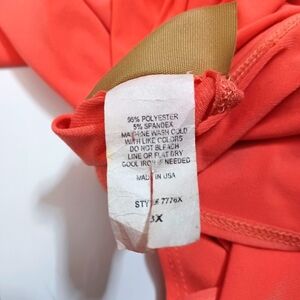 95% POLYESTER
5% SPANDEX
MACHINE WASH COLD
WITH LIKE COLORS
DO NOT BLEACH
LINE OR FLAT DRY
COOL IRON IF NEEDED
MADE IN USA
STYLE 7776X
3X